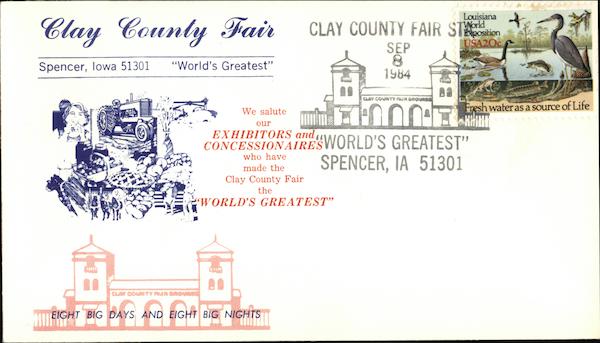 Clay County Fair
Spencer, Iowa 51301 "World's Greatest"
We salute
our
EXHIBITORS and
CONCESSIONAIRES
who have
made the
Clay County Fair
the
"WORLD'S GREATEST"
CLAY COUNTY FAIR GROUNDS
EIGHT BIG DAYS AND EIGHT BIG NIGHTS
CLAY COUNTY FAIR ST
SEP
8
1984
CLAY COUNTY FAIR GROUNDS
"WORLD'S GREATEST"
SPENCER, IA 51301
Louisiana
World
Exposition
USA20c
Fresh water as a source of Life